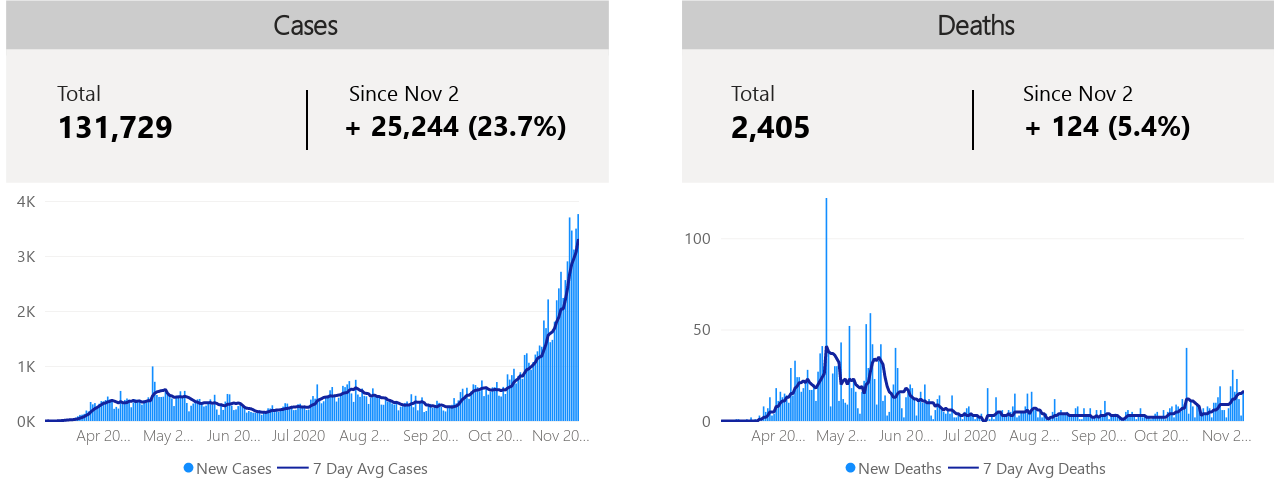 Cases
Total
131,729
Since Nov 2
+ 25,244 (23.7%)
4K
3K
2K
1K
0K
Apr 20... May 2... Jun 20... Jul 2020 Aug 2... Sep 20... Oct 20... Nov 20...
New Cases 7 Day Avg Cases
Deaths
Total
2,405
Since Nov 2
+ 124 (5.4%)
100
50
0
Apr 20... May 2... Jun 20... Jul 2020 Aug 2... Sep 20... Oct 20... Nov 2...
New Deaths 7 Day Avg Deaths